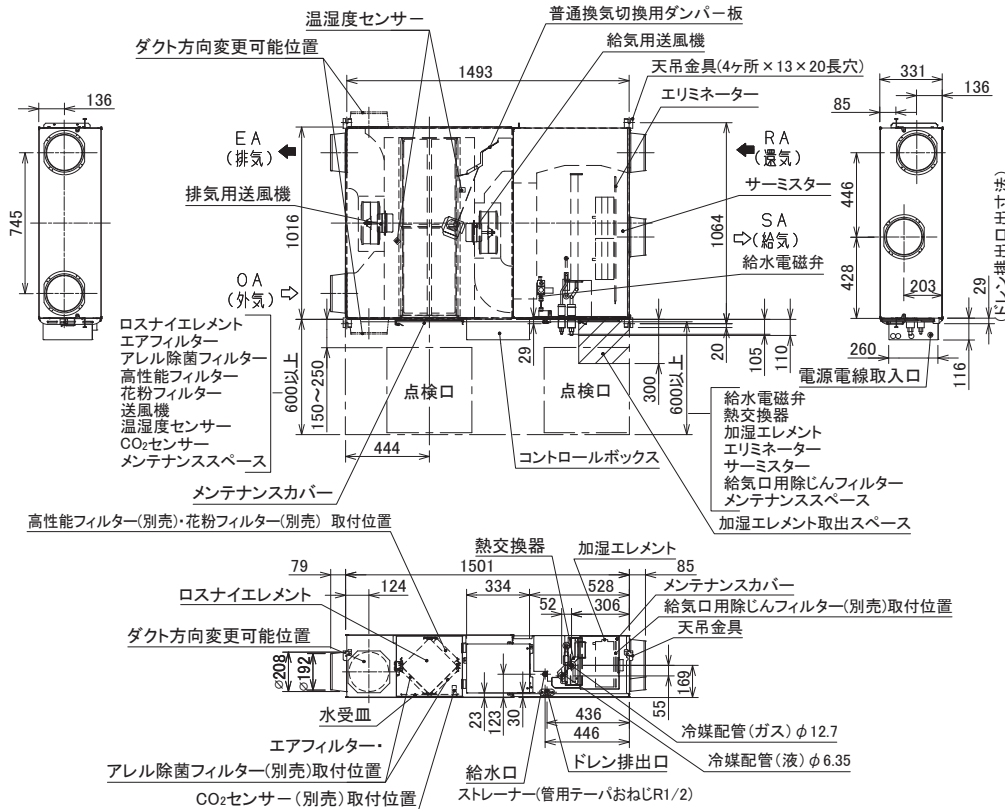 温湿度センサー
普通換気切換用ダンパー板
ダクト方向変更可能位置
給気用送風機
1493
天吊金具(4ヶ所×13×20長穴)
エリミネーター
331
136
85
136
EA
(排気)
RA
(還気)
排気用送風機
サーミスター
745
1016
1064
446
SA
(給気)
給水電磁弁
OA
(外気)
428
203
29
ドレン排出口出寸法)
ロスナイエレメント
エアフィルター
アレル除菌フィルター
高性能フィルター
花粉フィルター
送風機
温湿度センサー
CO₂センサー
メンテナンススペース
600以上
150~250
点検口
444
29
点検口
300
600以上
20
105
110
260
116
電源電線取入口
給水電磁弁
熱交換器
加湿エレメント
エリミネーター
サーミスター
給気口用除じんフィルター
メンテナンススペース
コントロールボックス
メンテナンスカバー
加湿エレメント取出スペース
高性能フィルター(別売)・花粉フィルター(別売) 取付位置
熱交換器
加湿エレメント
79
1501
85
124
334
528
メンテナンスカバー
ロスナイエレメント
52
306
給気口用除じんフィルター(別売)取付位置
天吊金具
ダクト方向変更可能位置
⌀208
⌀192
169
55
水受皿
23
123
30
436
446
冷媒配管(ガス)φ12.7
エアフィルター・
アレル除菌フィルター(別売)取付位置
給水口
ドレン排出口
冷媒配管(液)φ6.35
ストレーナー(管用テーパおねじR1/2)
CO₂センサー(別売)取付位置